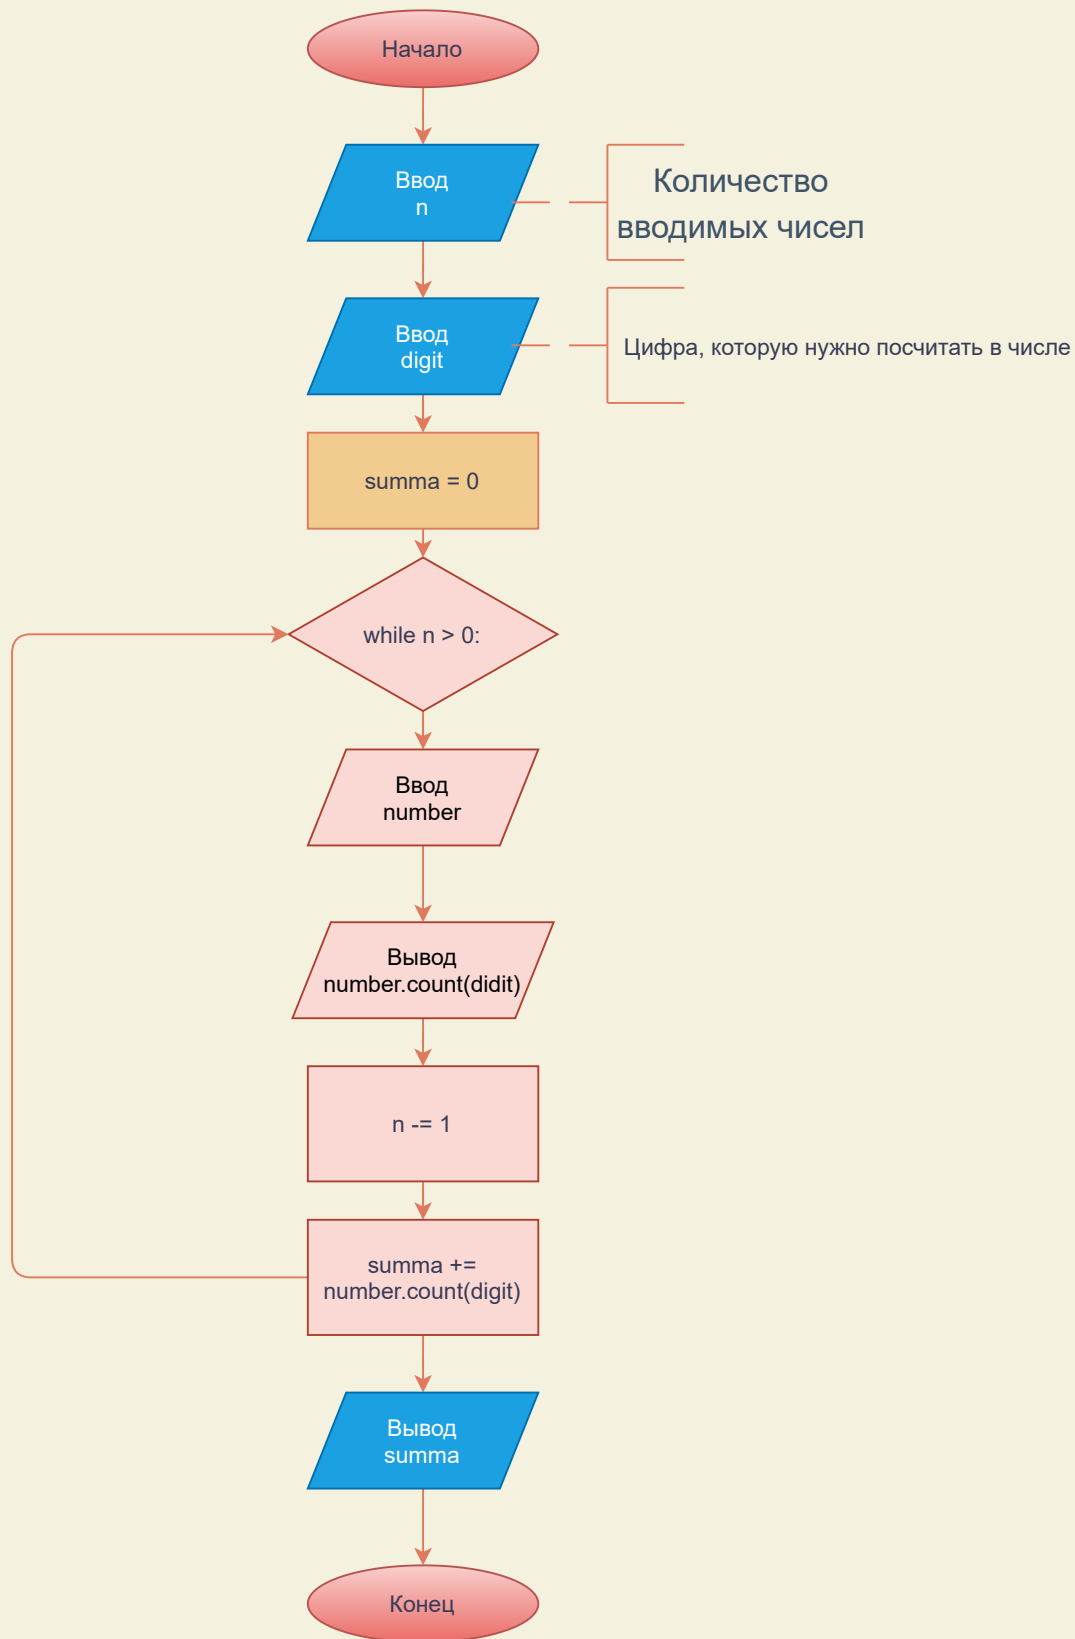 Начало
Ввод
n
Количество
вводимых чисел
Ввод
digit
Цифра, которую нужно посчитать в числе
summa = 0
while n > 0:
Ввод
number
Вывод
number.count(didit)
n -= 1
summa +=
number.count(digit)
Вывод
summa
Конец